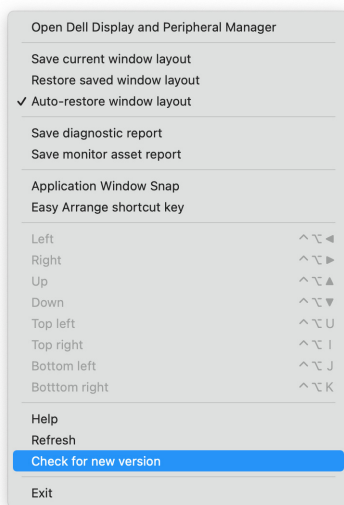 Open Dell Display and Peripheral Manager
Save current window layout
Restore saved window layout
✓ Auto-restore window layout
Save diagnostic report
Save monitor asset report
Application Window Snap
Easy Arrange shortcut key
Left ^⌥◀
Right ^⌥▶
Up ^⌥▲
Down ^⌥▼
Top left ^⌥U
Top right ^⌥I
Bottom left ^⌥J
Botttom right ^⌥K
Help
Refresh
Check for new version
Exit